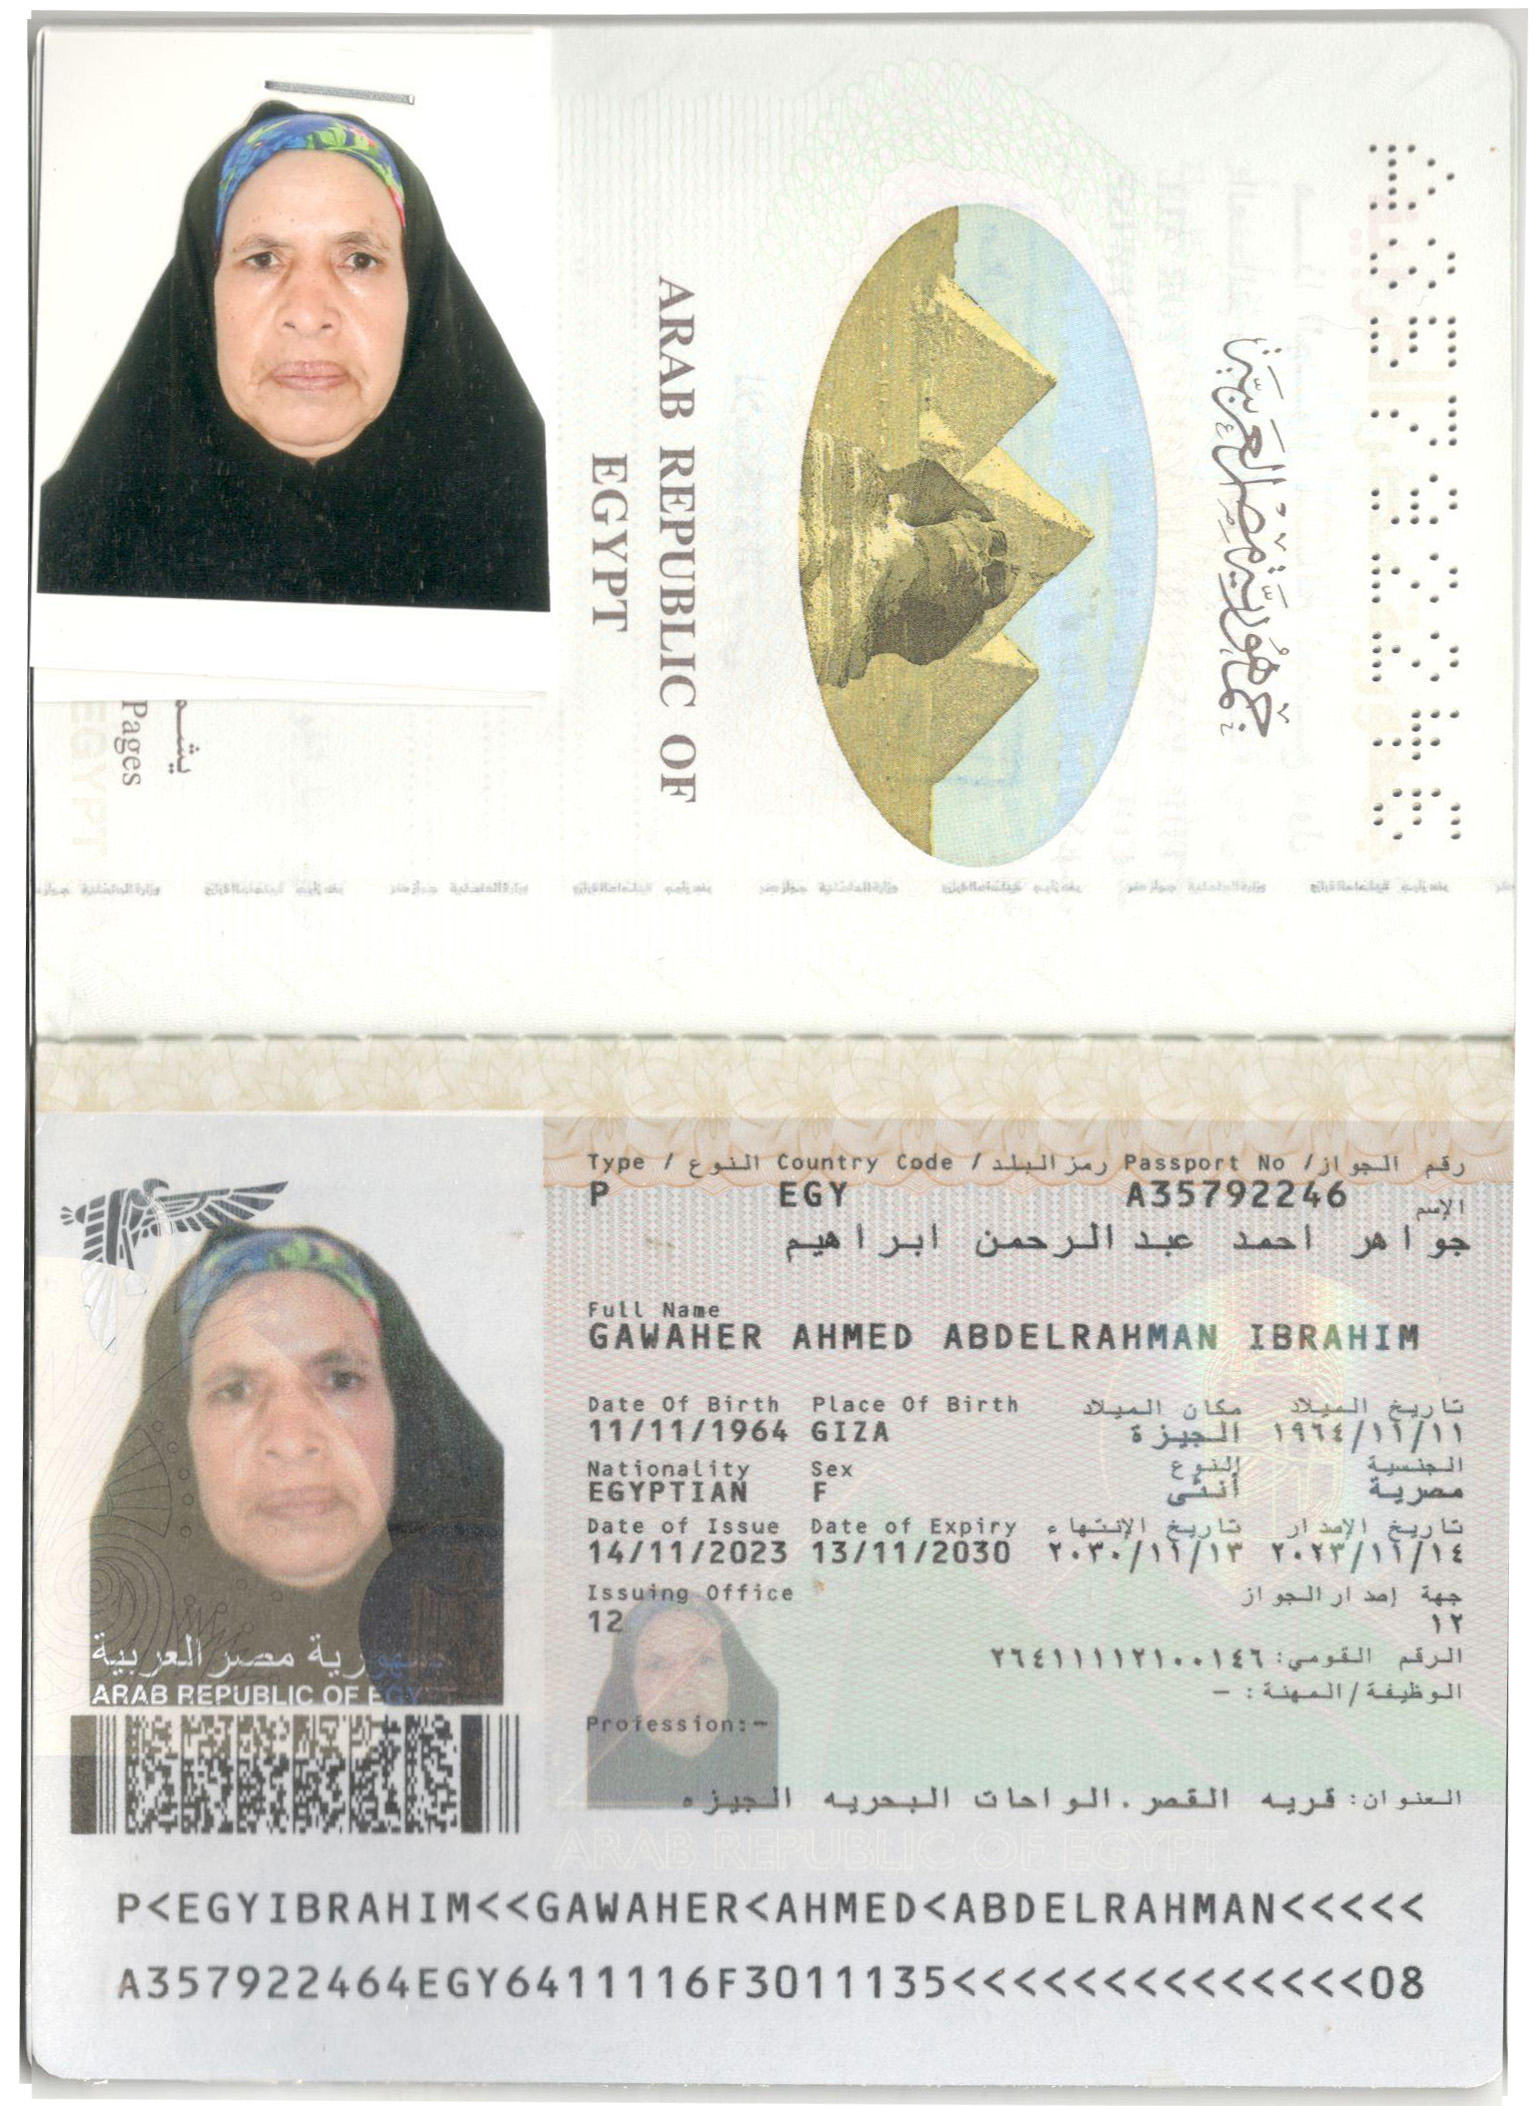 A35792246
جمهورية مصر العربية
ARAB REPUBLIC OF
EGYPT
Pages
Type / النوع Country Code / رمز البلد Passport No / رقم الجواز
P EGY A35792246
الإسم
جواهر احمد عبدالرحمن ابراهيم
Full Name
GAWAHER AHMED ABDELRAHMAN IBRAHIM
Date Of Birth Place Of Birth مكان الميلاد تاريخ الميلاد
11/11/1964 GIZA الجيزة ١٩٦٤/١١/١١
Nationality Sex النوع الجنسية
EGYPTIAN F أنثى مصرية
Date of Issue Date of Expiry تاريخ الإنتهاء تاريخ الإصدار
14/11/2023 13/11/2030 ٢٠٣٠/١١/١٣ ٢٠٢٣/١١/١٤
Issuing Office جهة إصدار الجواز
12 ١٢
الرقم القومي: ٢٦٤١١١١٢١٠٠١٤٦
الوظيفة/المهنة: -
Profession:-
العنوان: قريه القصر.الواحات البحريه الجيزه
جمهورية مصر العربية
ARAB REPUBLIC OF EGY
ARAB REPUBLIC OF EGYPT
P<EGYIBRAHIM<<GAWAHER<AHMED<ABDELRAHMAN<<<<<
A357922464EGY6411116F3011135<<<<<<<<<<<<<<08